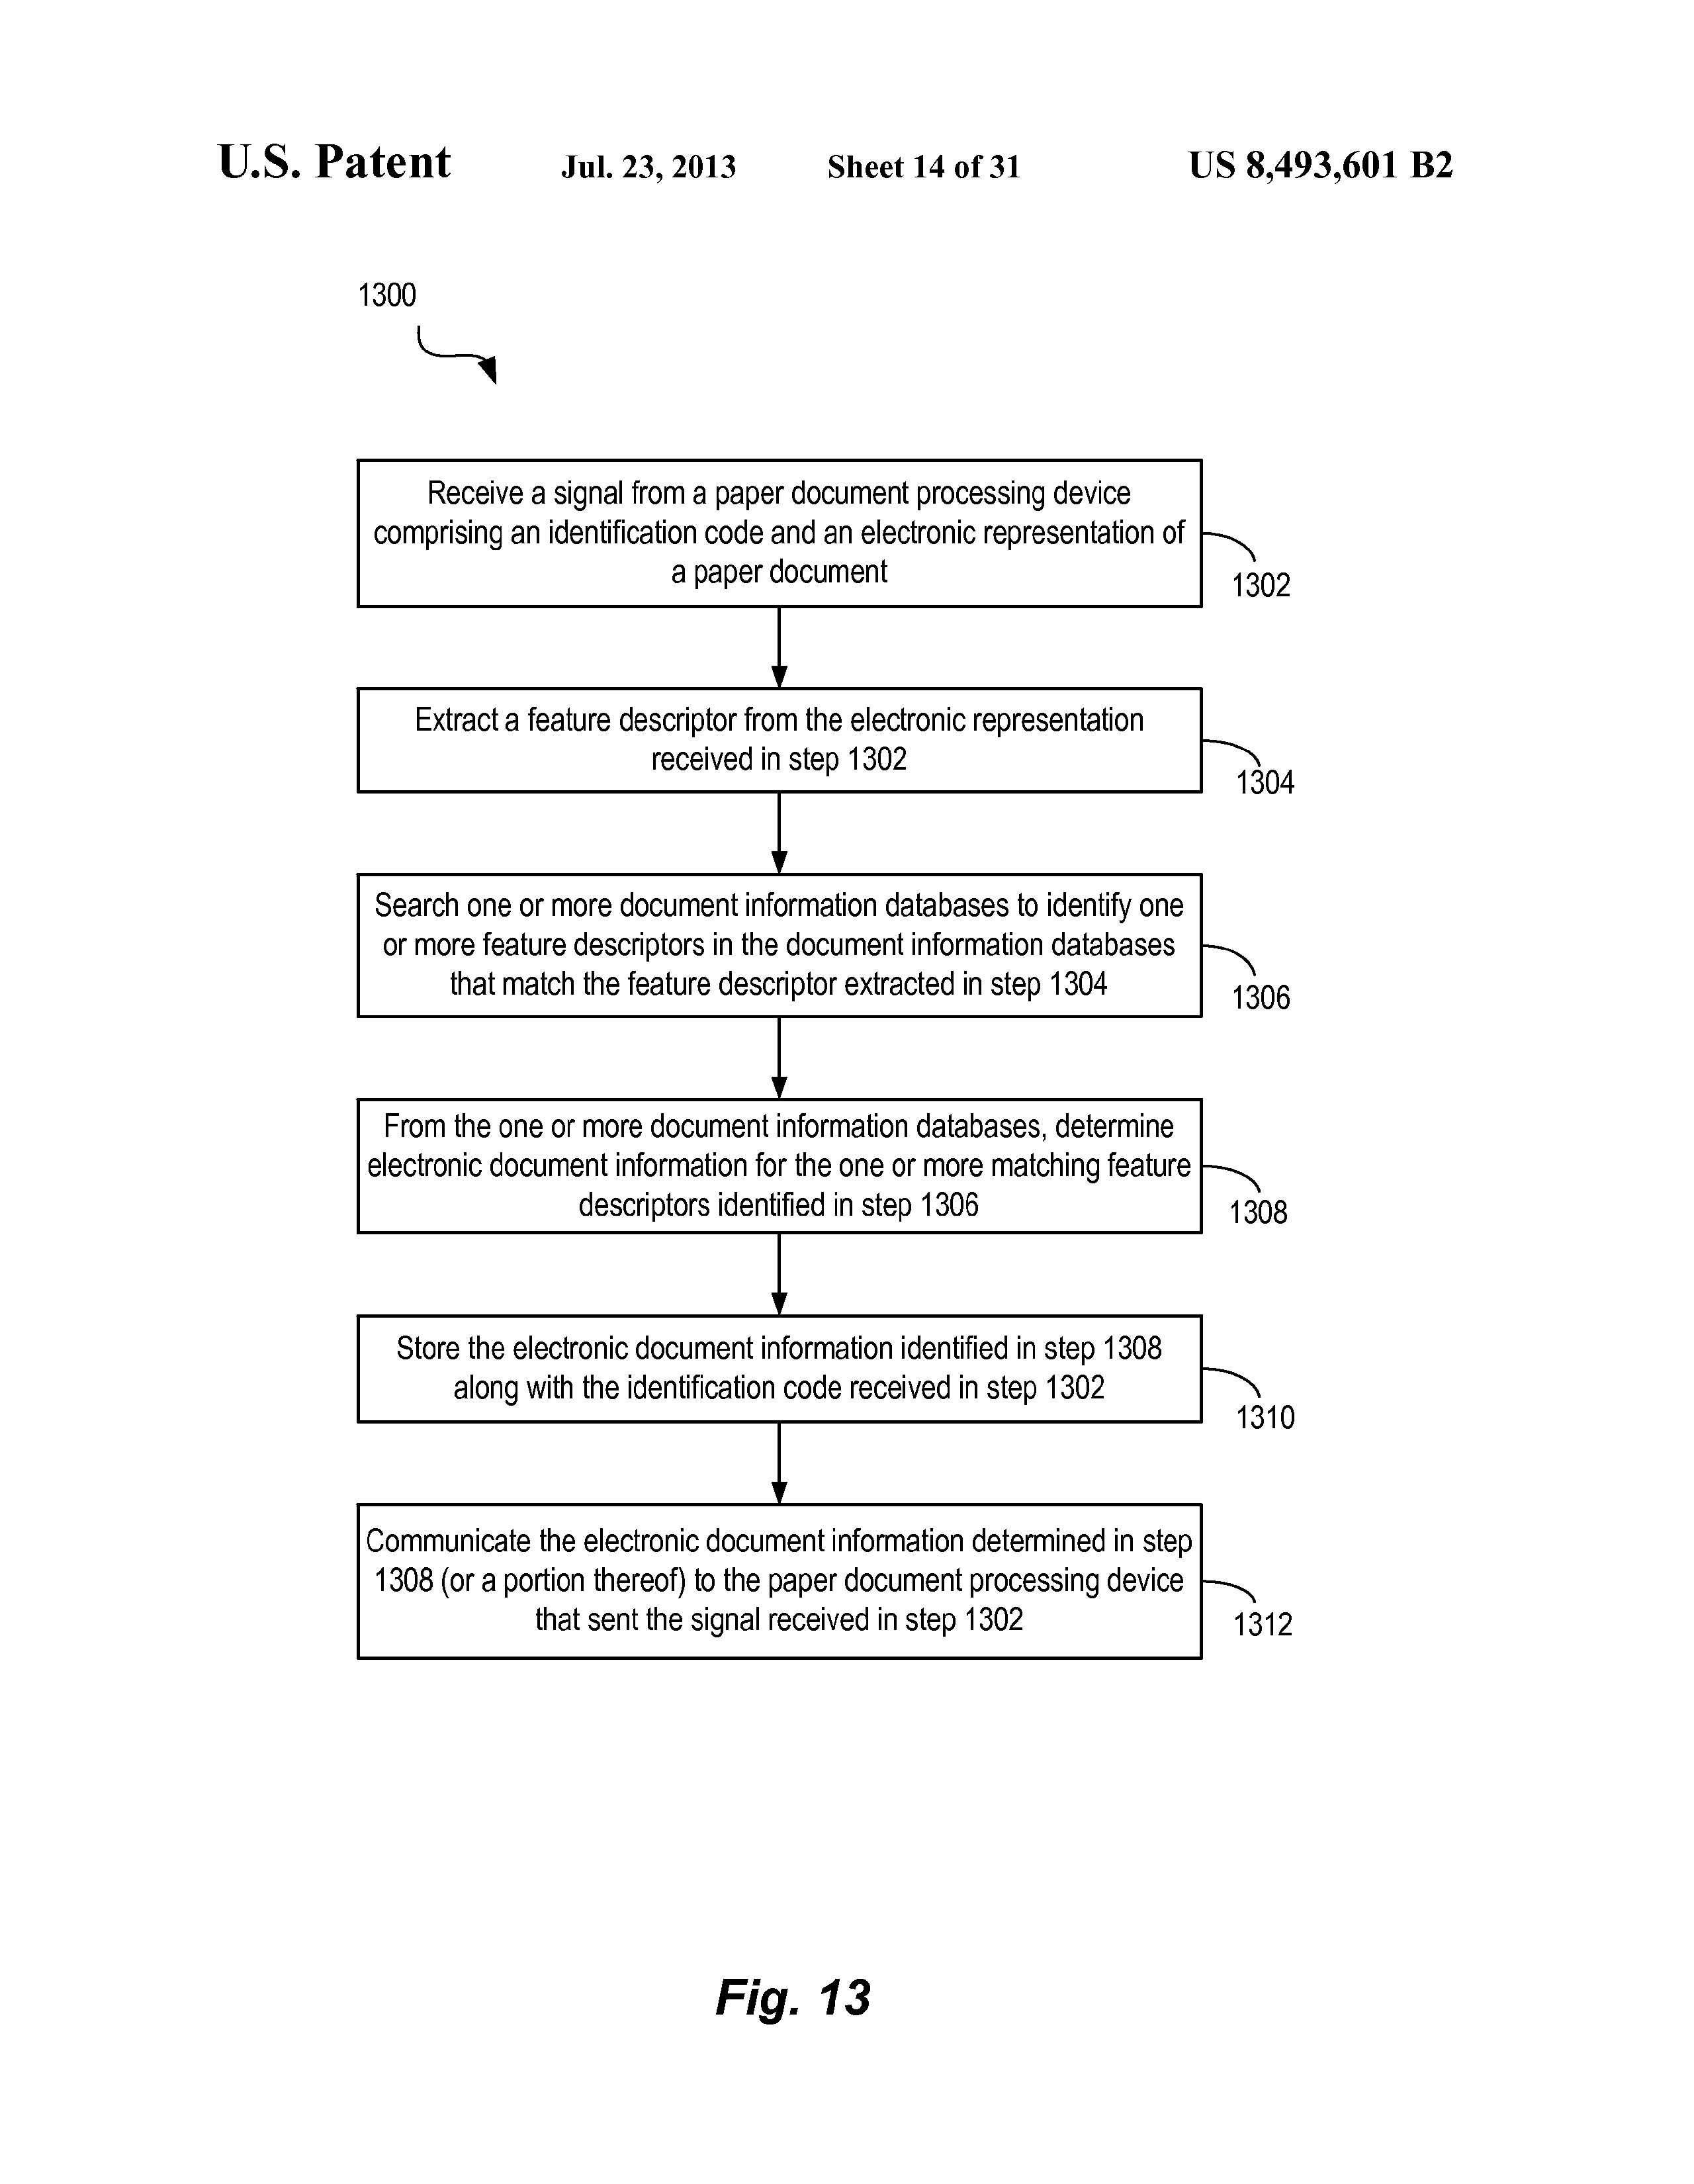 U.S. Patent Jul. 23, 2013 Sheet 14 of 31 US 8,493,601 B2
1300
Receive a signal from a paper document processing device
comprising an identification code and an electronic representation of
a paper document
1302
Extract a feature descriptor from the electronic representation
received in step 1302
1304
Search one or more document information databases to identify one
or more feature descriptors in the document information databases
that match the feature descriptor extracted in step 1304
1306
From the one or more document information databases, determine
electronic document information for the one or more matching feature
descriptors identified in step 1306
1308
Store the electronic document information identified in step 1308
along with the identification code received in step 1302
1310
Communicate the electronic document information determined in step
1308 (or a portion thereof) to the paper document processing device
that sent the signal received in step 1302
1312
Fig. 13